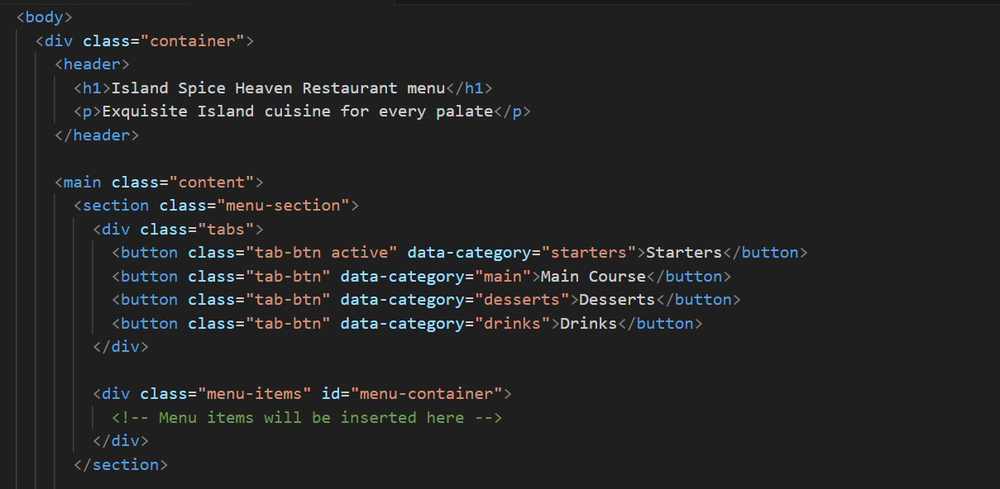 <body>
<div class="container">
<header>
<h1>Island Spice Heaven Restaurant menu</h1>
<p>Exquisite Island cuisine for every palate</p>
</header>
<main class="content">
<section class="menu-section">
<div class="tabs">
<button class="tab-btn active" data-category="starters">Starters</button>
<button class="tab-btn" data-category="main">Main Course</button>
<button class="tab-btn" data-category="desserts">Desserts</button>
<button class="tab-btn" data-category="drinks">Drinks</button>
</div>
<div class="menu-items" id="menu-container">
<!-- Menu items will be inserted here -->
</div>
</section>